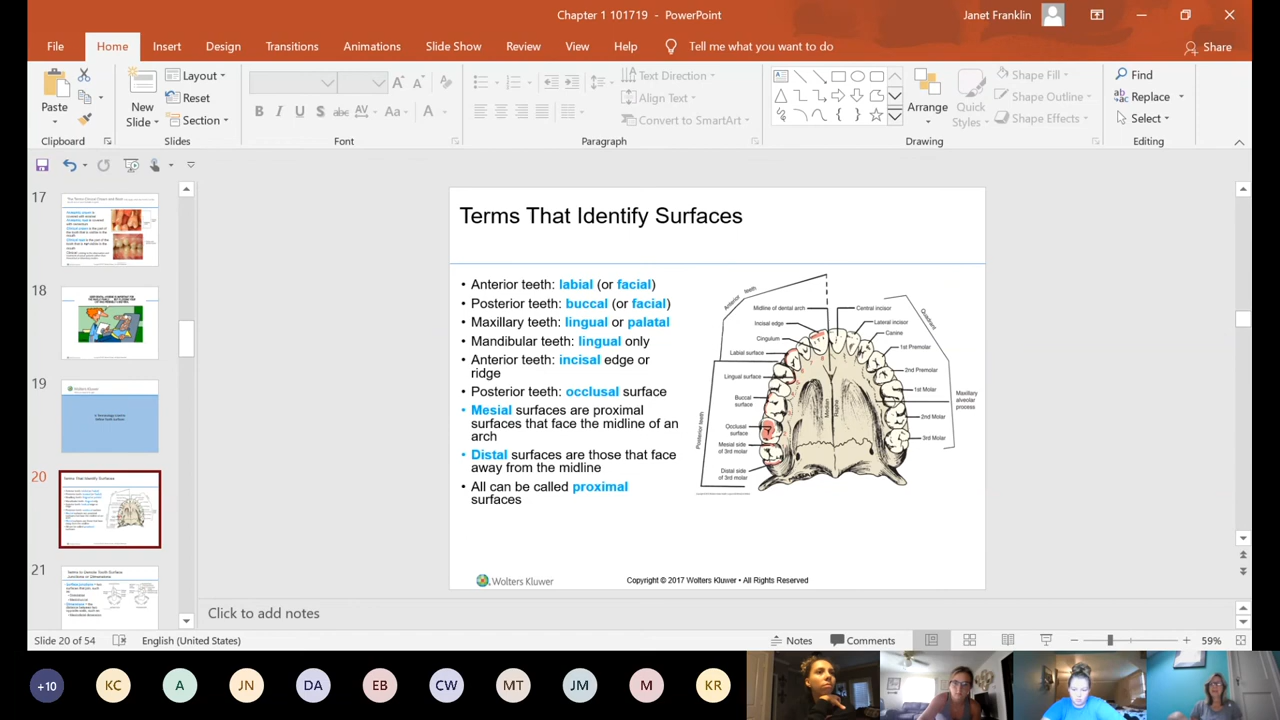 Chapter 1 101719 - PowerPoint
Janet Franklin
File Home Insert Design Transitions Animations Slide Show Review View Help Tell me what you want to do Share
Paste
Clipboard
New Slide
Layout
Reset
Section
Slides
B I U S abc AV Aa A
Font
Text Direction
Align Text
Convert to SmartArt
Paragraph
Arrange
Quick Styles
Shape Fill
Shape Outline
Shape Effects
Drawing
Find
Replace
Select
Editing
17
18
19
20
21
Terms That Identify Surfaces
• Anterior teeth: labial (or facial)
• Posterior teeth: buccal (or facial)
• Maxillary teeth: lingual or palatal
• Mandibular teeth: lingual only
• Anterior teeth: incisal edge or
ridge
• Posterior teeth: occlusal surface
• Mesial surfaces are proximal
surfaces that face the midline of an
arch
• Distal surfaces are those that face
away from the midline
• All can be called proximal
surfaces
Anterior teeth
Midline of dental arch
Incisal edge
Cingulum
Labial surface
Lingual surface
Buccal
surface
Occlusal
surface
Mesial side
of 3rd molar
Distal side
of 3rd molar
Posterior teeth
Central incisor
Lateral incisor
Canine
1st Premolar
2nd Premolar
1st Molar
2nd Molar
3rd Molar
Quadrant
Maxillary
alveolar
process
Wolters Kluwer
Copyright © 2017 Wolters Kluwer • All Rights Reserved
Click to add notes
Slide 20 of 54 English (United States) Notes Comments 59%
+10 KC A JN DA EB CW MT JM M KR